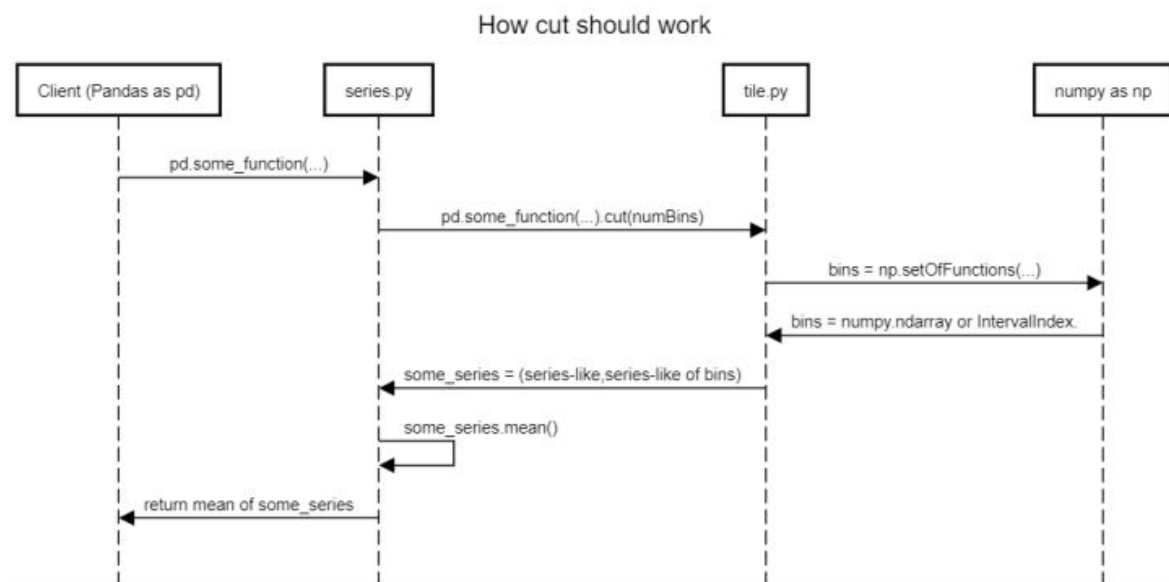 How cut should work
Client (Pandas as pd)
series.py
tile.py
numpy as np
pd.some_function(...)
pd.some_function(...).cut(numBins)
bins = np.setOfFunctions(...)
bins = numpy.ndarray or IntervalIndex.
some_series = (series-like,series-like of bins)
some_series.mean()
return mean of some_series